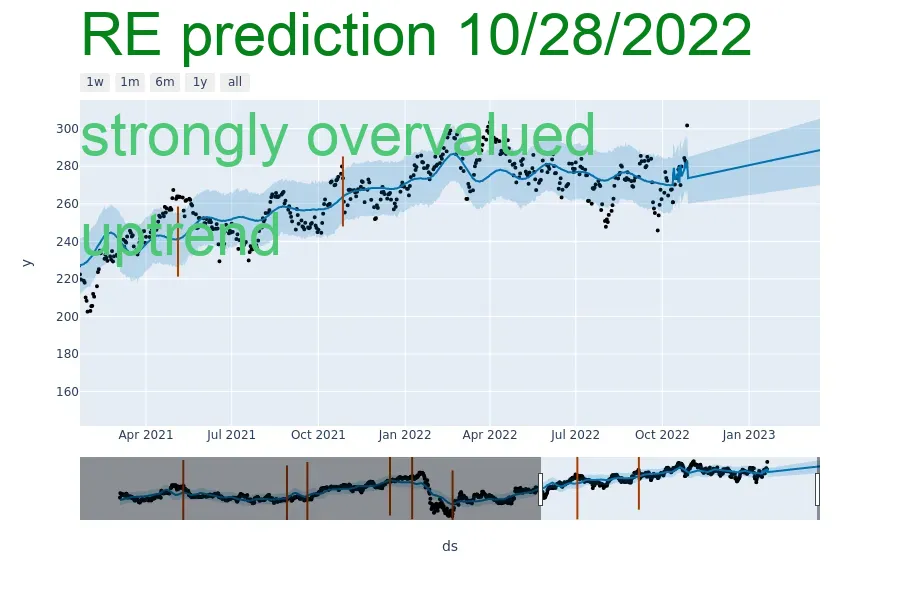 RE prediction 10/28/2022
1w 1m 6m 1y all
strongly overvalued
uptrend
300
280
260
240
220
200
180
160
y
Apr 2021 Jul 2021 Oct 2021 Jan 2022 Apr 2022 Jul 2022 Oct 2022 Jan 2023
ds